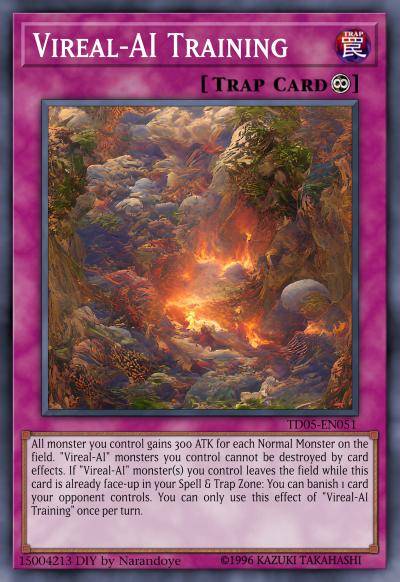 Vireal-AI Training
TRAP
罠
[Trap Card]
TD05-EN051
All monster you control gains 300 ATK for each Normal Monster on the
field. "Vireal-AI" monsters you control cannot be destroyed by card
effects. If "Vireal-AI" monster(s) you control leaves the field while this
card is already face-up in your Spell & Trap Zone: You can banish 1 card
your opponent controls. You can only use this effect of "Vireal-AI
Training" once per turn.
15004213 DIY by Narandoye
©1996 KAZUKI TAKAHASHI